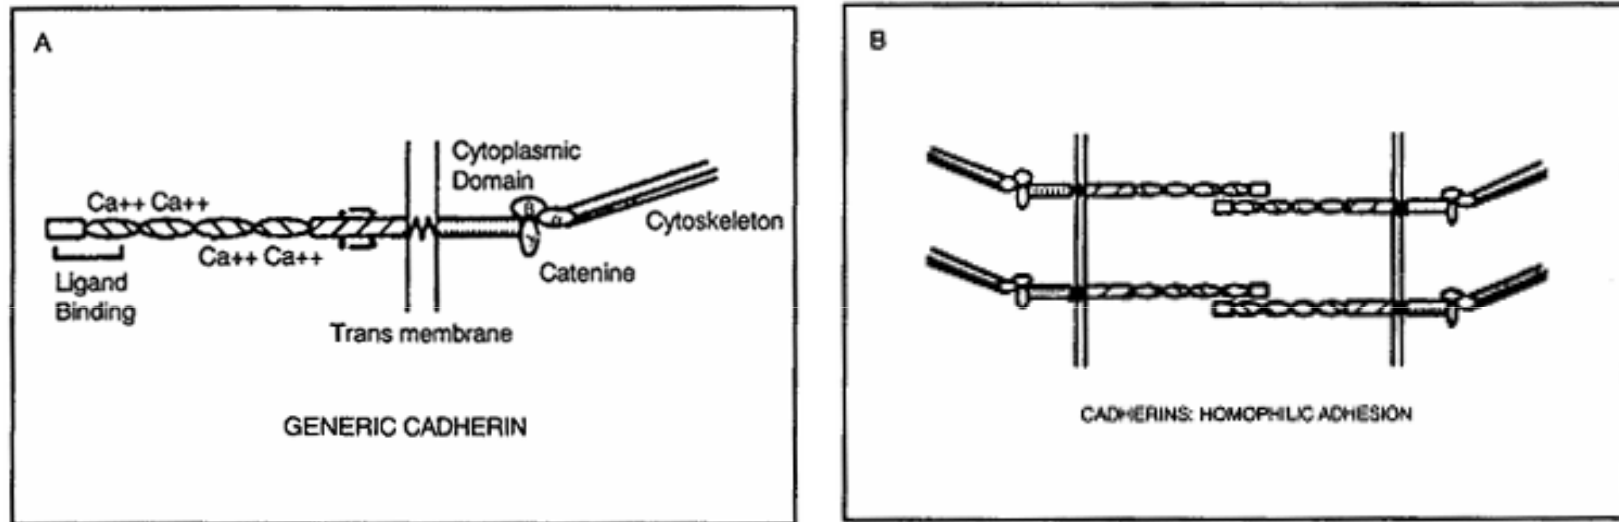 A
Cytoplasmic
Domain
Ca++ Ca++
B
α
Cytoskeleton
Ca++ Ca++
Catenine
Ligand
Binding
Trans membrane
GENERIC CADHERIN
B
CADHERINS: HOMOPHILIC ADHESION